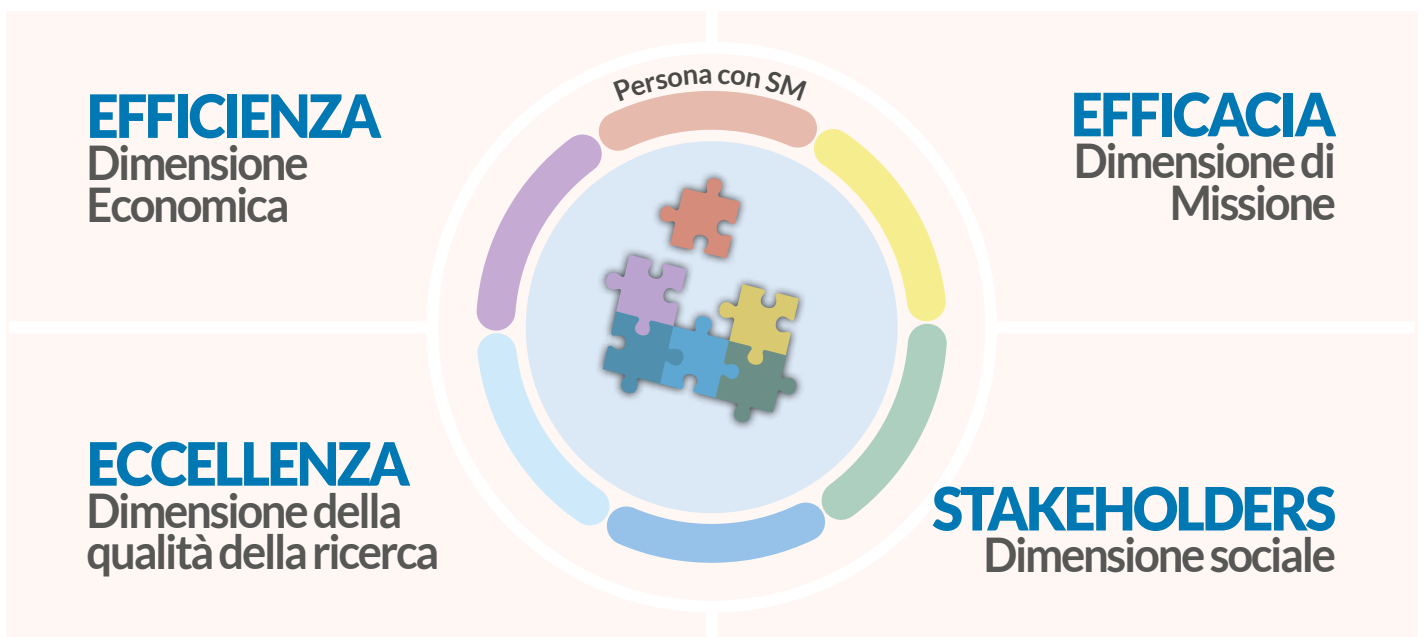 Persona con SM
EFFICIENZA
Dimensione
Economica
EFFICACIA
Dimensione di
Missione
ECCELLENZA
Dimensione della
qualità della ricerca
STAKEHOLDERS
Dimensione sociale